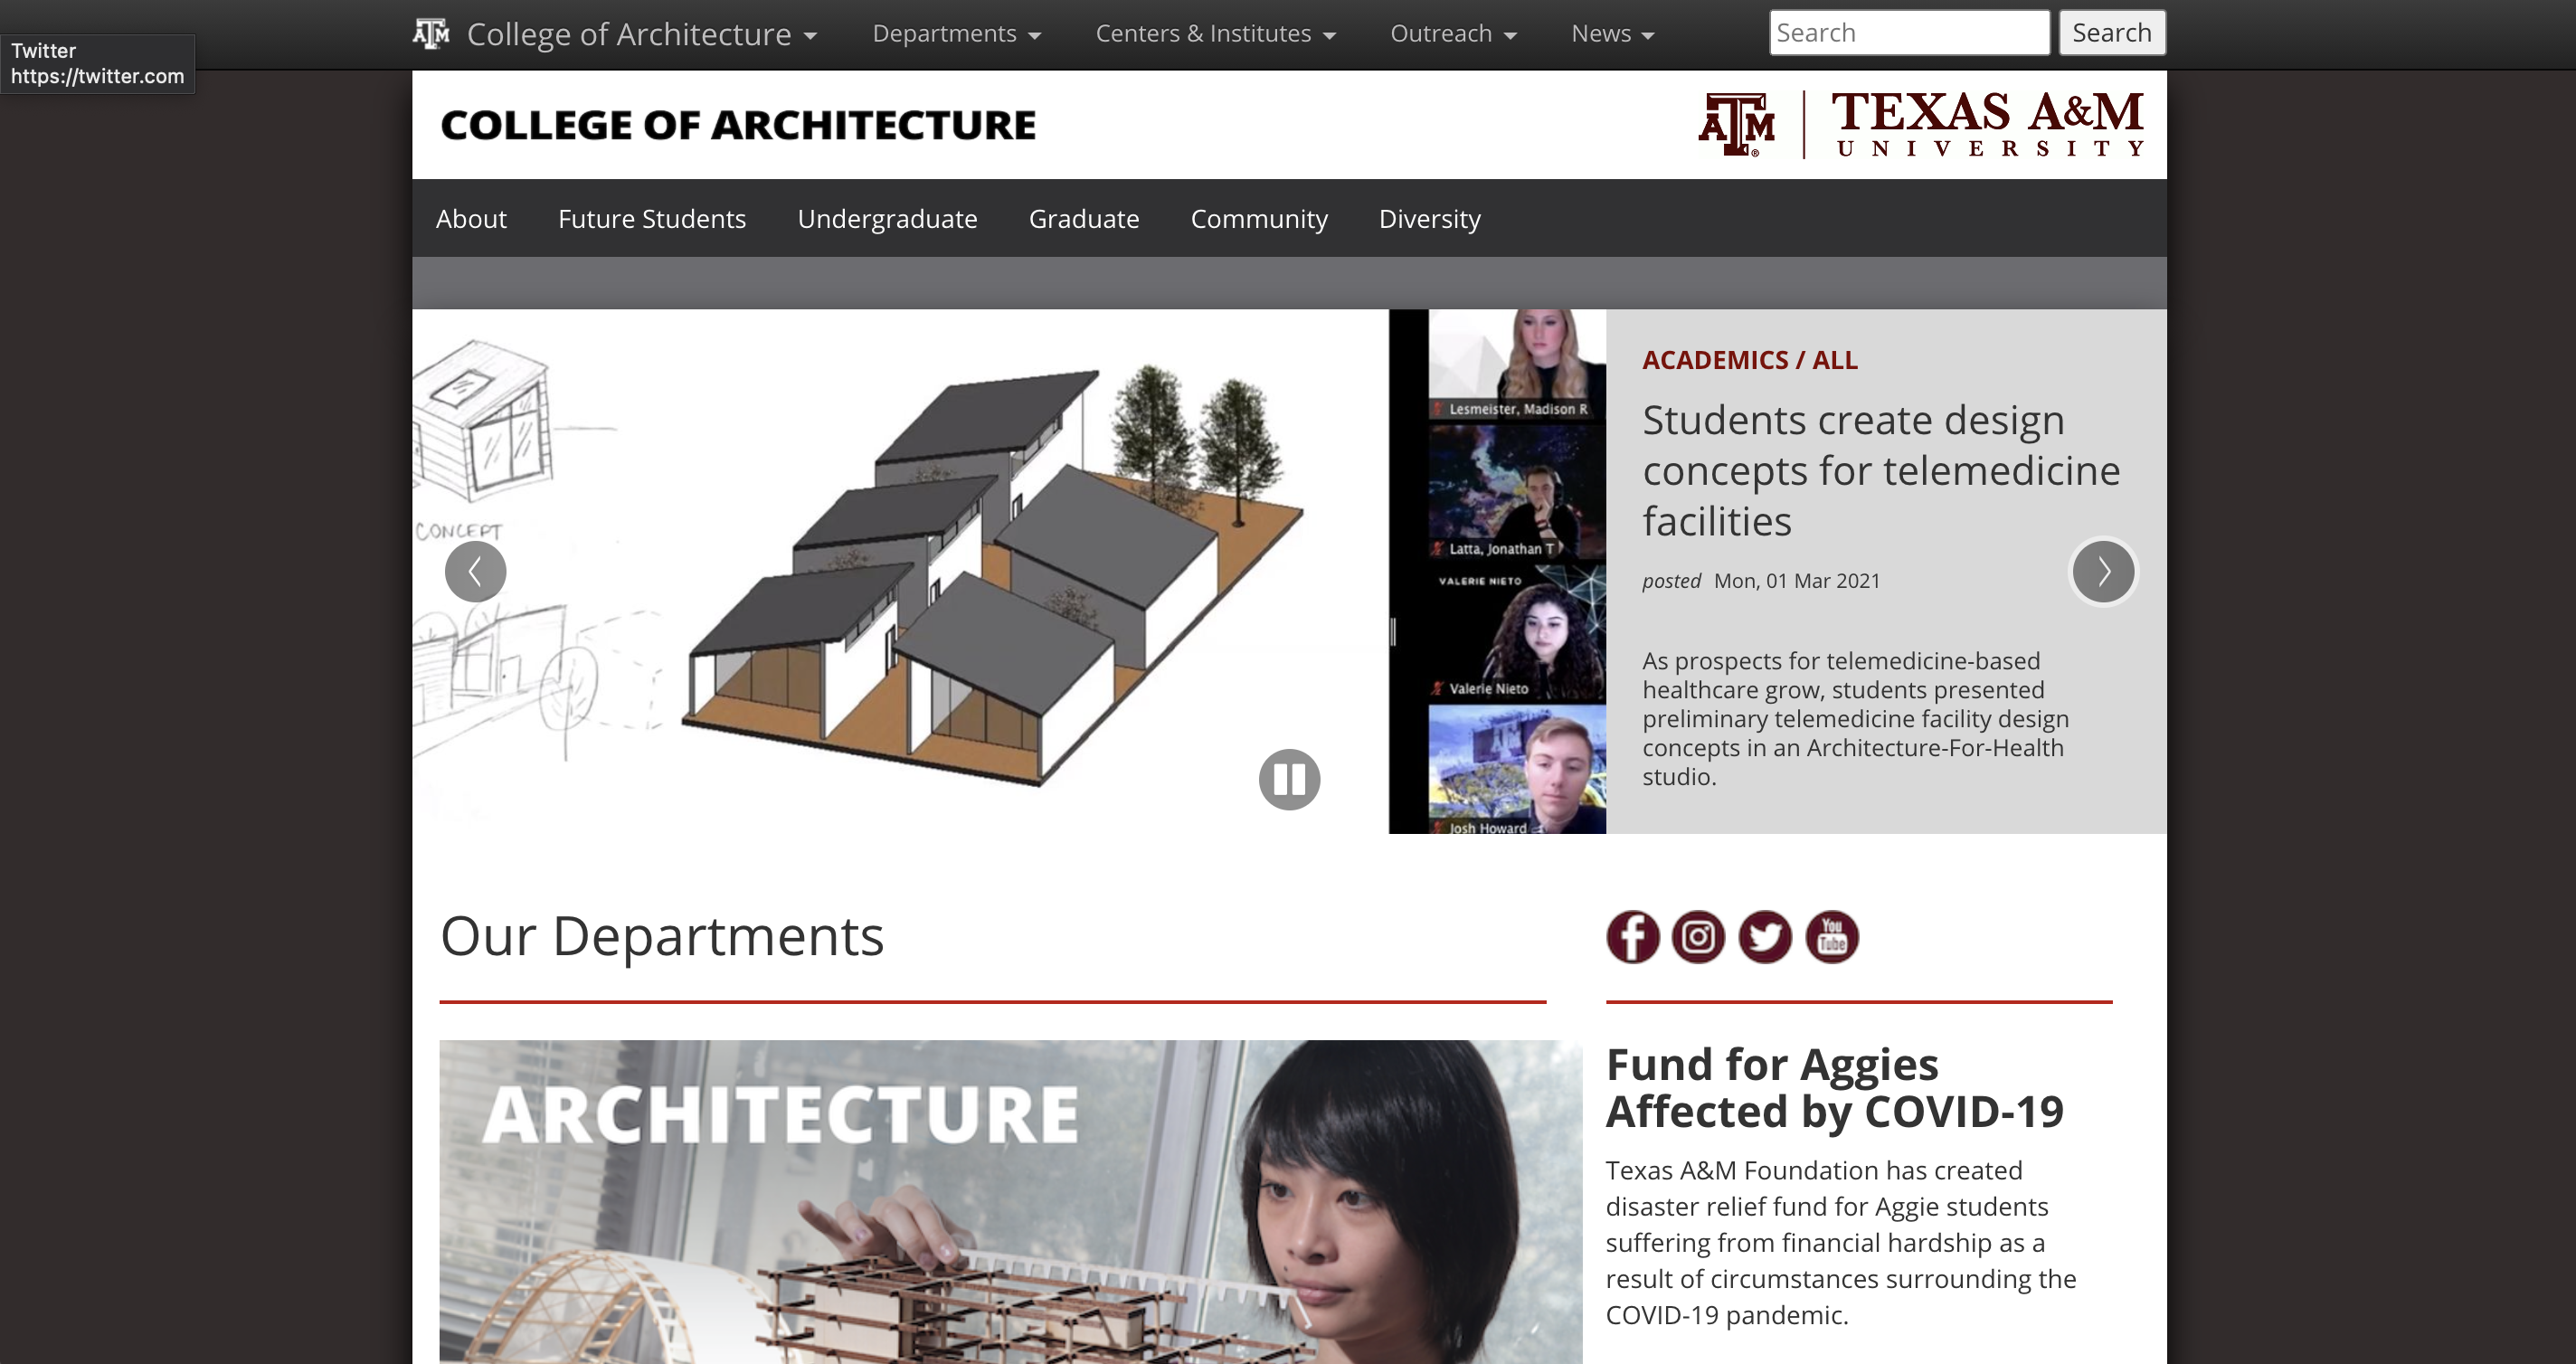 College of Architecture
Departments
Centers & Institutes
Outreach
News
Search
Search
Twitter
https://twitter.com
COLLEGE OF ARCHITECTURE
ATM®
TEXAS A&M
UNIVERSITY
About
Future Students
Undergraduate
Graduate
Community
Diversity
CONCEPT
Lesmeister, Madison R
Latta, Jonathan T
VALERIE NIETO
Valerie Nieto
Josh Howard
ACADEMICS / ALL
Students create design
concepts for telemedicine
facilities
posted Mon, 01 Mar 2021
As prospects for telemedicine-based
healthcare grow, students presented
preliminary telemedicine facility design
concepts in an Architecture-For-Health
studio.
Our Departments
You
Tube
ARCHITECTURE
Fund for Aggies
Affected by COVID-19
Texas A&M Foundation has created
disaster relief fund for Aggie students
suffering from financial hardship as a
result of circumstances surrounding the
COVID-19 pandemic.